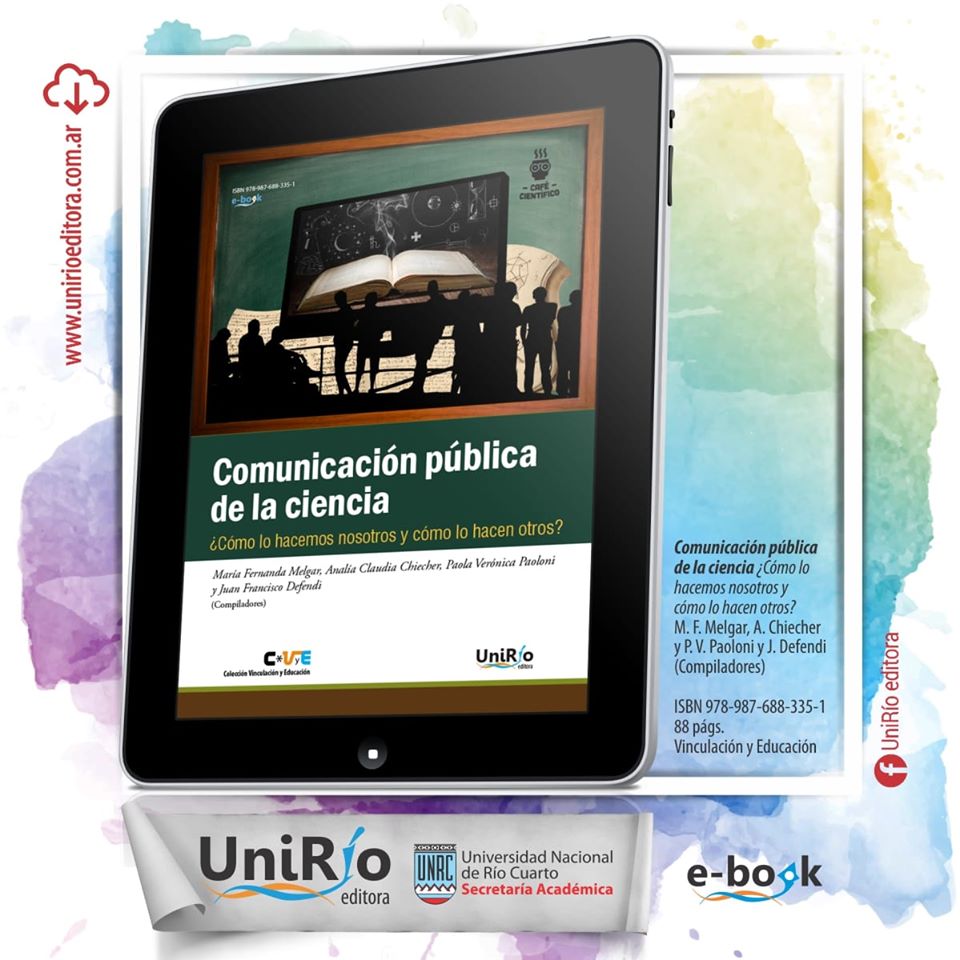 www.unirioeditora.com.ar
ISBN 978-987-688-335-1
e-book
CAFÉ
CIENTÍFICO
Comunicación pública
de la ciencia
¿Cómo lo hacemos nosotros y cómo lo hacen otros?
María Fernanda Melgar, Analía Claudia Chiecher, Paola Verónica Paoloni
y Juan Francisco Defendi
(Compiladores)
C*VyE
Colección Vinculación y Educación
UniRío
editora
Comunicación pública
de la ciencia ¿Cómo lo
hacemos nosotros y
cómo lo hacen otros?
M. F. Melgar, A. Chiecher
y P. V. Paoloni y J. Defendi
(Compiladores)
ISBN 978-987-688-335-1
88 págs.
Vinculación y Educación
UniRío editora
UniRío
editora
UNRC
Universidad Nacional
de Río Cuarto
Secretaría Académica
e-book